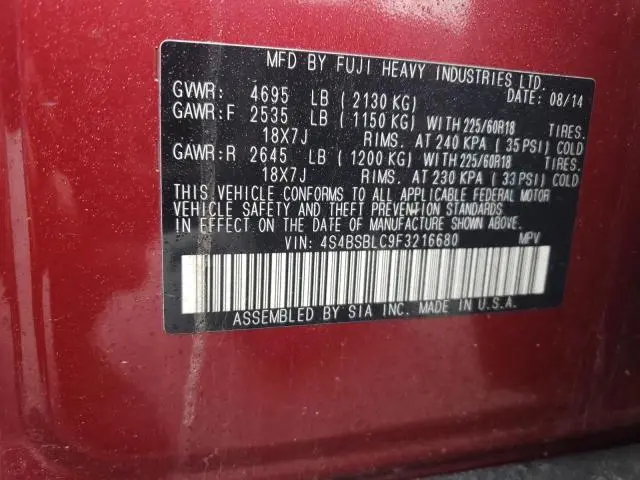 MFD BY FUJI HEAVY INDUSTRIES LTD.
GVWR: 4695 LB (2130 KG) DATE: 08/14
GAWR:F 2535 LB (1150 KG) WITH 225/60R18 TIRES.
18X7J RIMS. AT 240 KPA (35 PSI) COLD
GAWR:R 2645 LB (1200 KG) WITH 225/60R18 TIRES.
18X7J RIMS. AT 230 KPA (33 PSI) COLD
THIS VEHICLE CONFORMS TO ALL APPLICABLE FEDERAL MOTOR
VEHICLE SAFETY AND THEFT PREVENTION STANDARDS
IN EFFECT ON THE DATE OF MANUFACTURE SHOWN ABOVE.
VIN: 4S4BSBLC9F3216680 MPV
ASSEMBLED BY SIA INC. MADE IN U.S.A.